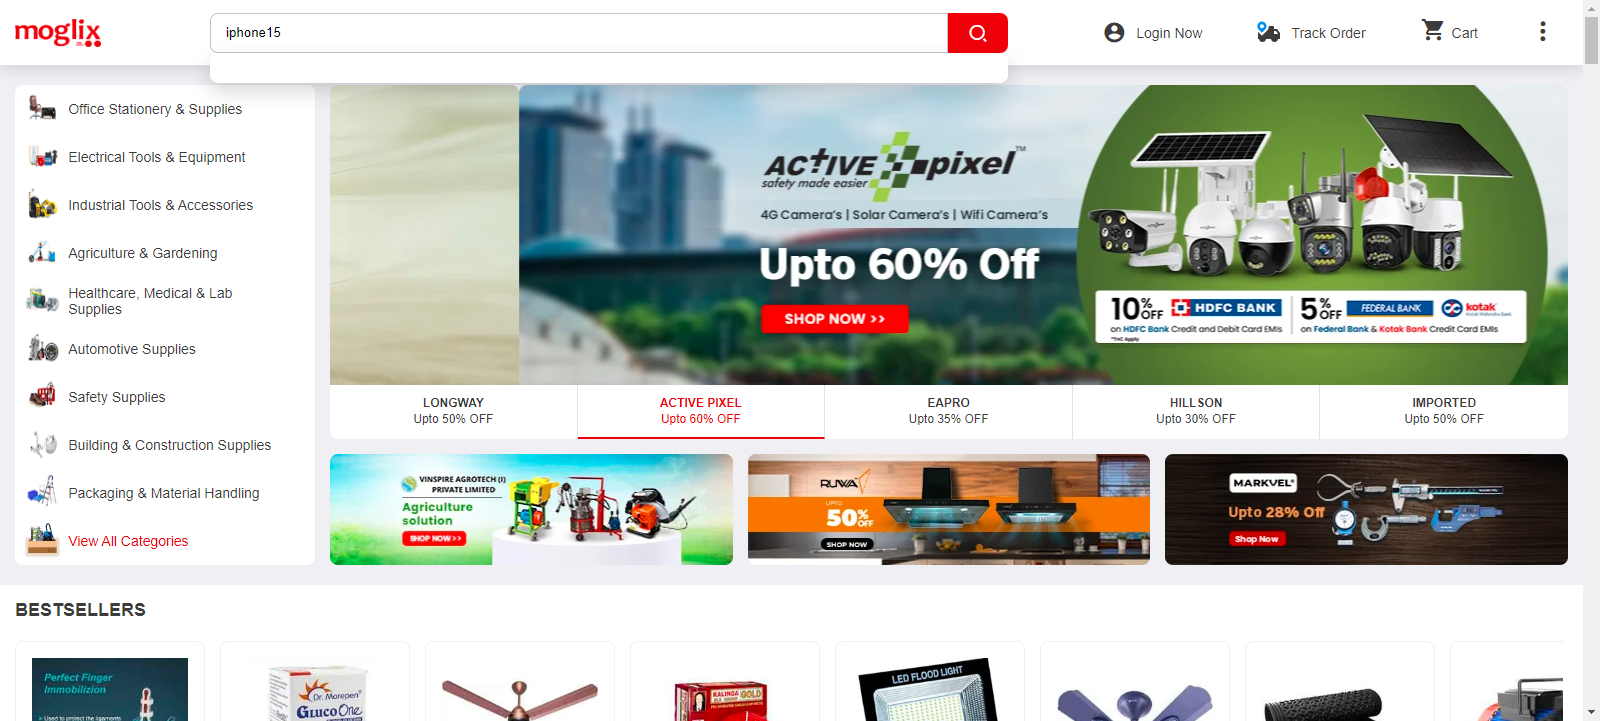 moglix
iphone15
Login Now
Track Order
Cart
Office Stationery & Supplies
Electrical Tools & Equipment
Industrial Tools & Accessories
Agriculture & Gardening
Healthcare, Medical & Lab
Supplies
Automotive Supplies
Safety Supplies
Building & Construction Supplies
Packaging & Material Handling
View All Categories
ACTIVE pixel™
safety made easier
4G Camera's | Solar Camera's | Wifi Camera's
Upto 60% Off
SHOP NOW >>
10% OFF HDFC BANK
on HDFC Bank Credit and Debit Card EMIs
*TnC Apply
5% OFF FEDERAL BANK kotak
Kotak Mahindra Bank
on Federal Bank & Kotak Bank Credit Card EMIs
LONGWAY
Upto 50% OFF
ACTIVE PIXEL
Upto 60% OFF
EAPRO
Upto 35% OFF
HILLSON
Upto 30% OFF
IMPORTED
Upto 50% OFF
VINSPIRE AGROTECH (I)
PRIVATE LIMITED
Agriculture
solution
SHOP NOW >>
RUWA
UPTO
50% OFF
SHOP NOW
MARKVEL®
Upto 28% Off
Shop Now
BESTSELLERS
Perfect Finger
Immobilizion
> Used to protect the ligaments
Dr. Morepen®
GlucoOne
KALINGA GOLD
LED FLOOD LIGHT